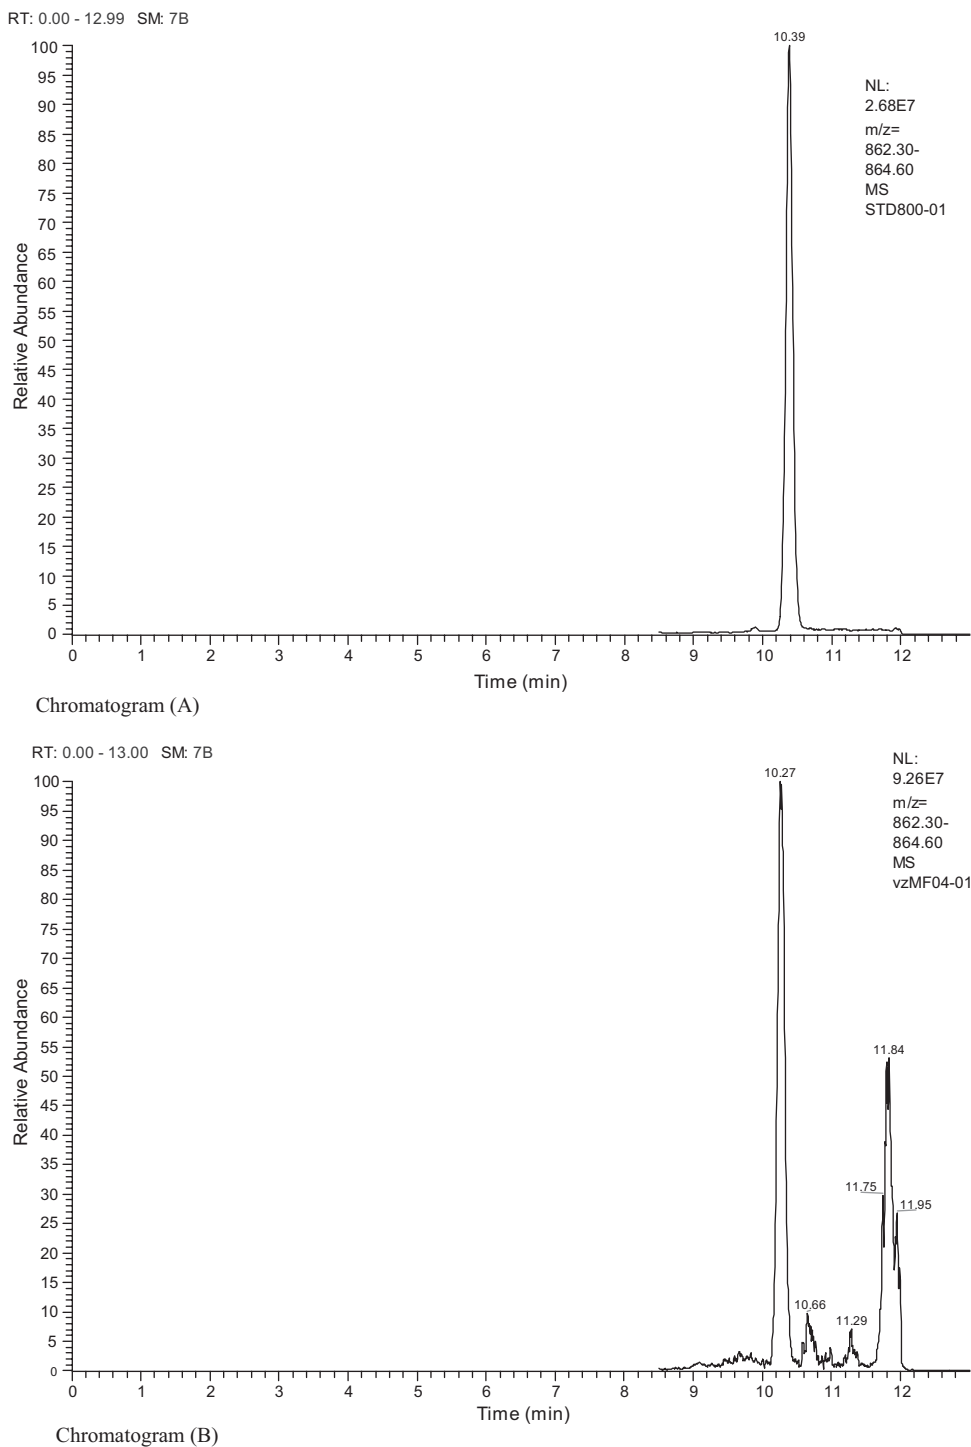 RT: 0.00 - 12.99 SM: 7B
10.39
NL:
2.68E7
m/z=
862.30-
864.60
MS
STD800-01
100
95
90
85
80
75
70
65
60
55
50
45
40
35
30
25
20
15
10
5
0
Relative Abundance
0 1 2 3 4 5 6 7 8 9 10 11 12
Time (min)
Chromatogram (A)
RT: 0.00 - 13.00 SM: 7B
NL:
9.26E7
m/z=
862.30-
864.60
MS
vzMF04-01
10.27
11.84
11.75
11.95
10.66
11.29
100
95
90
85
80
75
70
65
60
55
50
45
40
35
30
25
20
15
10
5
0
Relative Abundance
0 1 2 3 4 5 6 7 8 9 10 11 12
Time (min)
Chromatogram (B)